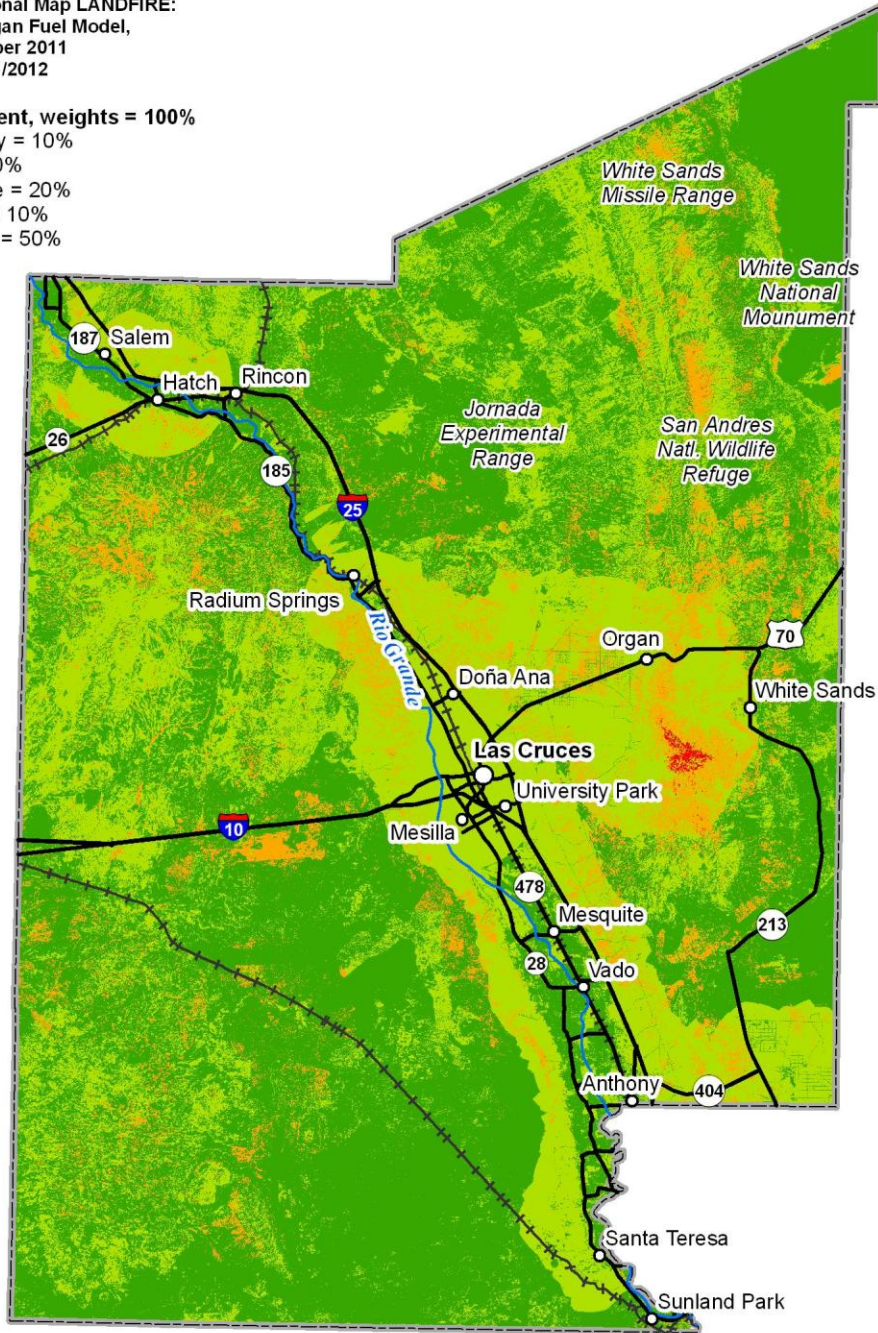 onal Map LANDFIRE:
gan Fuel Model,
ber 2011
/2012
ent, weights = 100%
y = 10%
0%
e = 20%
10%
= 50%
White Sands
Missile Range
White Sands
National
Mounument
187
Salem
Hatch
Rincon
26
Jornada
Experimental
Range
San Andres
Natl. Wildlife
Refuge
185
25
Radium Springs
Rio Grande
Organ
70
Doña Ana
White Sands
Las Cruces
University Park
10
Mesilla
478
Mesquite
213
28
Vado
Anthony
404
Santa Teresa
Sunland Park